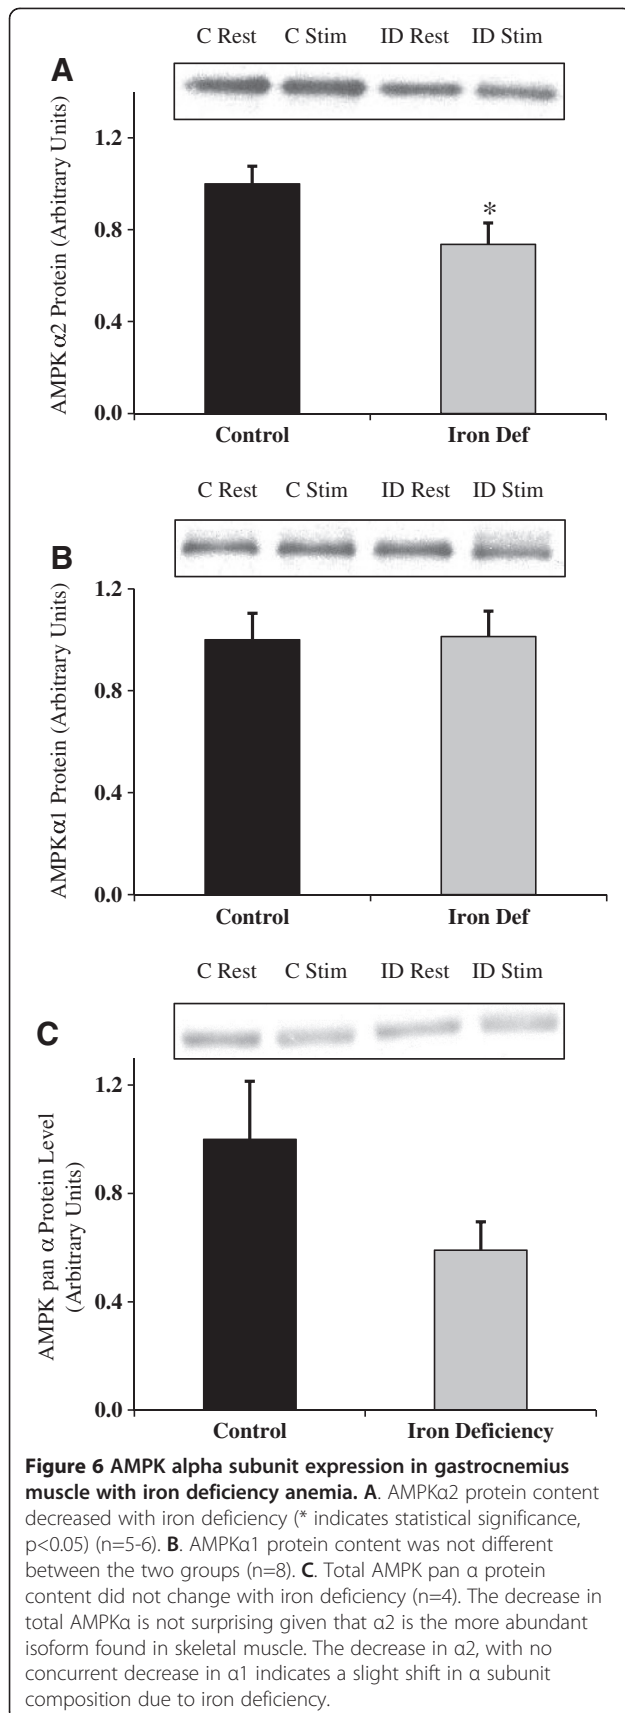 C Rest C Stim ID Rest ID Stim
A
AMPK α2 Protein (Arbitrary Units)
1.2
0.8
0.4
0.0
*
Control Iron Def
C Rest C Stim ID Rest ID Stim
B
AMPKα1 Protein (Arbitrary Units)
1.2
0.8
0.4
0.0
Control Iron Def
C Rest C Stim ID Rest ID Stim
C
AMPK pan α Protein Level
(Arbitrary Units)
1.2
0.8
0.4
0.0
Control Iron Deficiency
Figure 6 AMPK alpha subunit expression in gastrocnemius
muscle with iron deficiency anemia. A. AMPKα2 protein content
decreased with iron deficiency (* indicates statistical significance,
p<0.05) (n=5-6). B. AMPKα1 protein content was not different
between the two groups (n=8). C. Total AMPK pan α protein
content did not change with iron deficiency (n=4). The decrease in
total AMPKα is not surprising given that α2 is the more abundant
isoform found in skeletal muscle. The decrease in α2, with no
concurrent decrease in α1 indicates a slight shift in α subunit
composition due to iron deficiency.